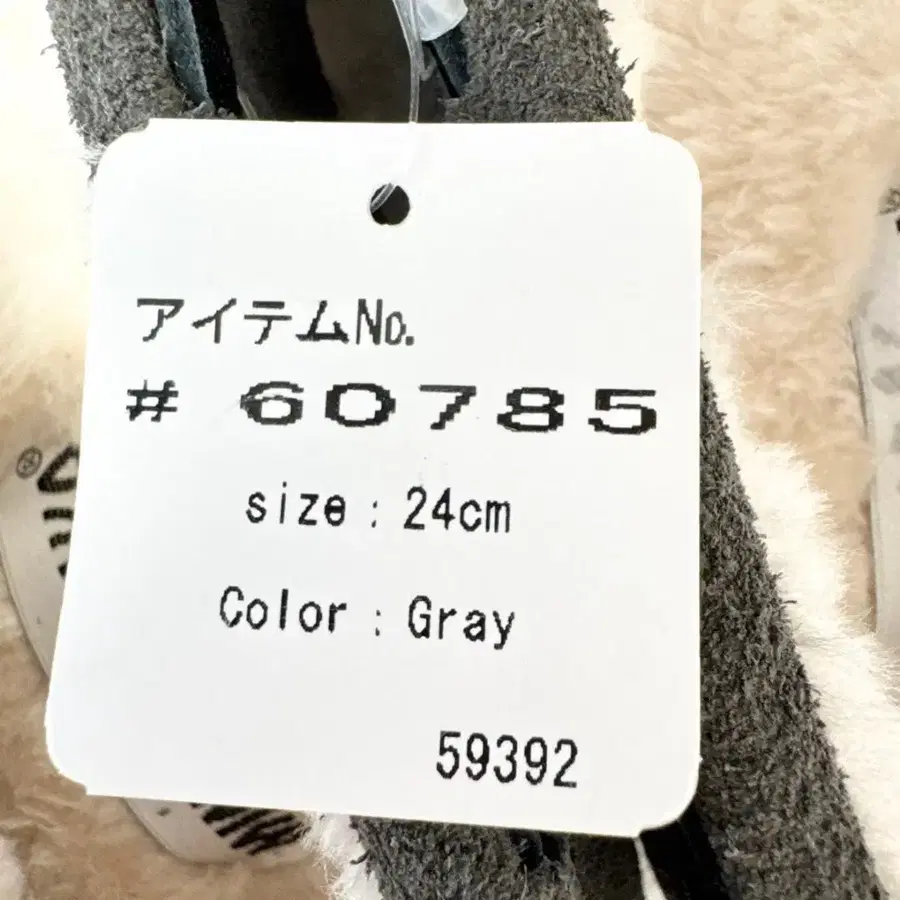 アイテムNo.
# 60785
size : 24cm
Color : Gray
59392